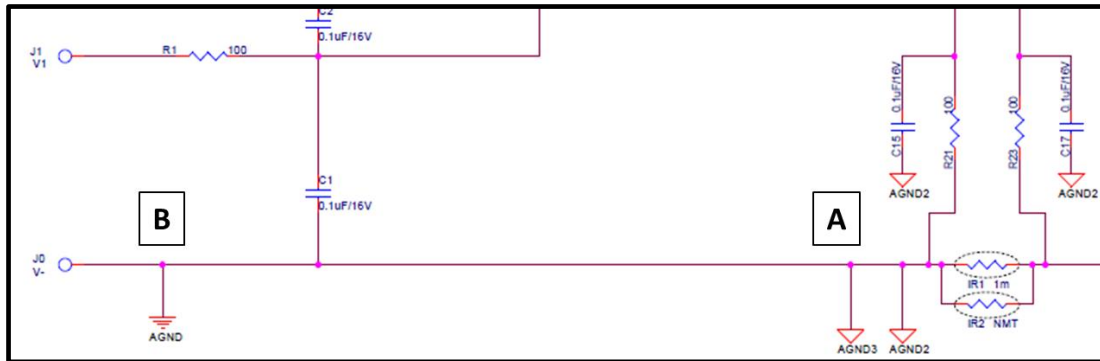 C2
0.1uF/16V
J1
V1
R1
100
0.1uF/16V
C15
100
R21
100
R23
0.1uF/16V
C17
AGND2
AGND2
C1
0.1uF/16V
B
A
J0
V-
IR1 1m
IR2 NMT
AGND
AGND3
AGND2